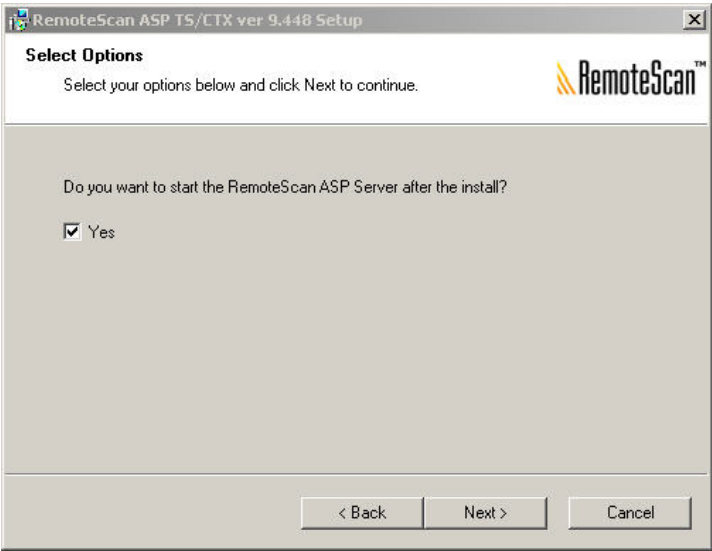 RemoteScan ASP TS/CTX ver 9.448 Setup
Select Options
Select your options below and click Next to continue.
RemoteScan™
Do you want to start the RemoteScan ASP Server after the install?
Yes
< Back
Next >
Cancel